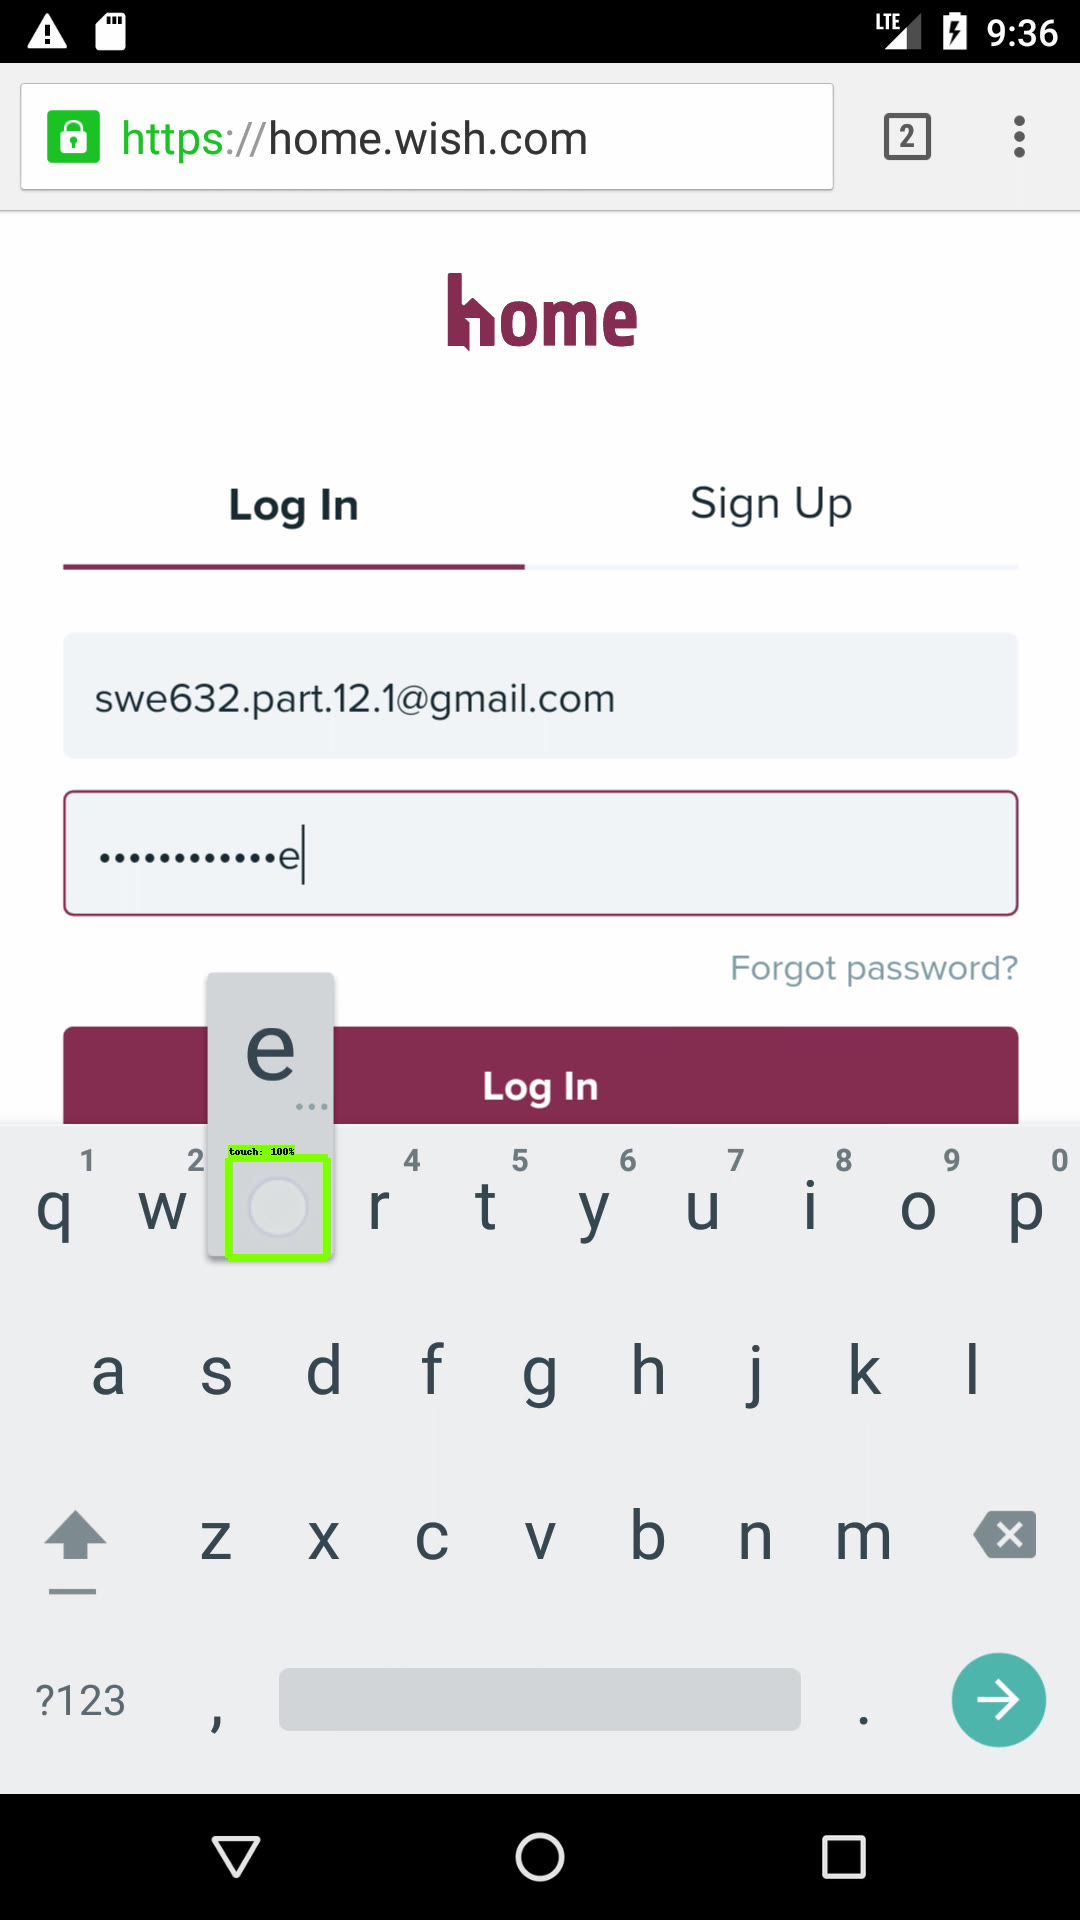 LTE 9:36
https://home.wish.com 2
home
Log In Sign Up
swe632.part.12.1@gmail.com
••••••••••••e
Forgot password?
e
...
Log In
touch: 100%
1 2 4 5 6 7 8 9 0
q w r t y u i o p
a s d f g h j k l
z x c v b n m
?123 , .